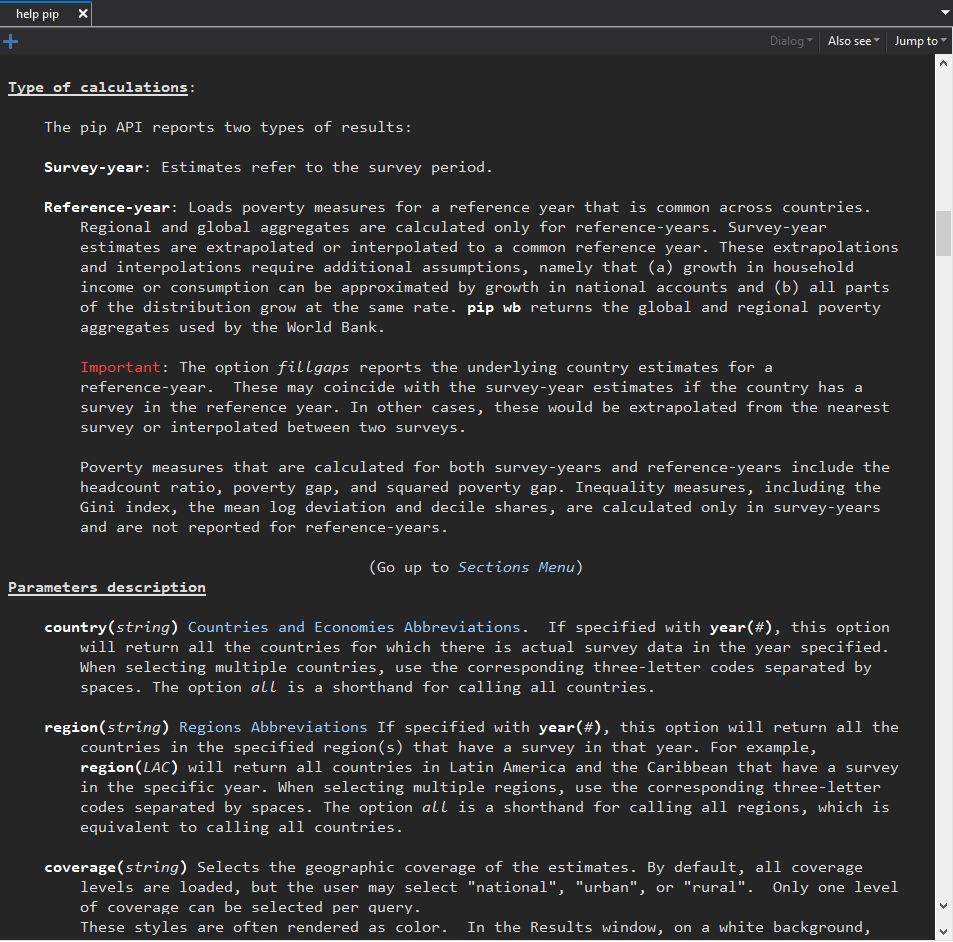 help pip
Dialog Also see Jump to
Type of calculations:
The pip API reports two types of results:
Survey-year: Estimates refer to the survey period.
Reference-year: Loads poverty measures for a reference year that is common across countries.
Regional and global aggregates are calculated only for reference-years. Survey-year
estimates are extrapolated or interpolated to a common reference year. These extrapolations
and interpolations require additional assumptions, namely that (a) growth in household
income or consumption can be approximated by growth in national accounts and (b) all parts
of the distribution grow at the same rate. pip wb returns the global and regional poverty
aggregates used by the World Bank.
Important: The option fillgaps reports the underlying country estimates for a
reference-year.  These may coincide with the survey-year estimates if the country has a
survey in the reference year. In other cases, these would be extrapolated from the nearest
survey or interpolated between two surveys.
Poverty measures that are calculated for both survey-years and reference-years include the
headcount ratio, poverty gap, and squared poverty gap. Inequality measures, including the
Gini index, the mean log deviation and decile shares, are calculated only in survey-years
and are not reported for reference-years.
(Go up to Sections Menu)
Parameters description
country(string) Countries and Economies Abbreviations.  If specified with year(#), this option
will return all the countries for which there is actual survey data in the year specified.
When selecting multiple countries, use the corresponding three-letter codes separated by
spaces. The option all is a shorthand for calling all countries.
region(string) Regions Abbreviations If specified with year(#), this option will return all the
countries in the specified region(s) that have a survey in that year. For example,
region(LAC) will return all countries in Latin America and the Caribbean that have a survey
in the specific year. When selecting multiple regions, use the corresponding three-letter
codes separated by spaces. The option all is a shorthand for calling all regions, which is
equivalent to calling all countries.
coverage(string) Selects the geographic coverage of the estimates. By default, all coverage
levels are loaded, but the user may select "national", "urban", or "rural".  Only one level
of coverage can be selected per query.
These styles are often rendered as color.  In the Results window, on a white background,